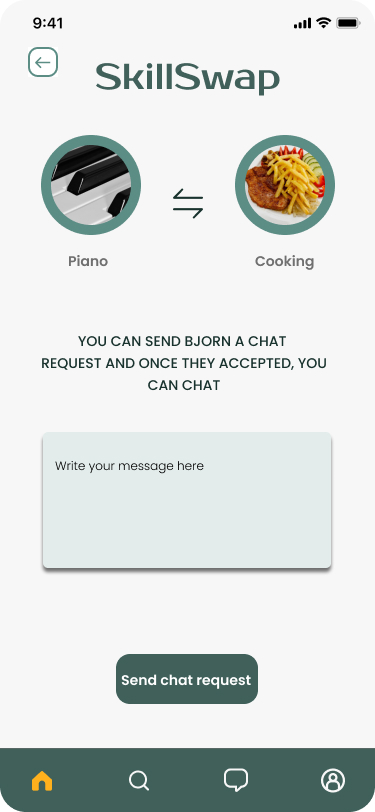 9:41
SkillSwap
Piano
Cooking
YOU CAN SEND BJORN A CHAT
REQUEST AND ONCE THEY ACCEPTED, YOU
CAN CHAT
Write your message here
Send chat request